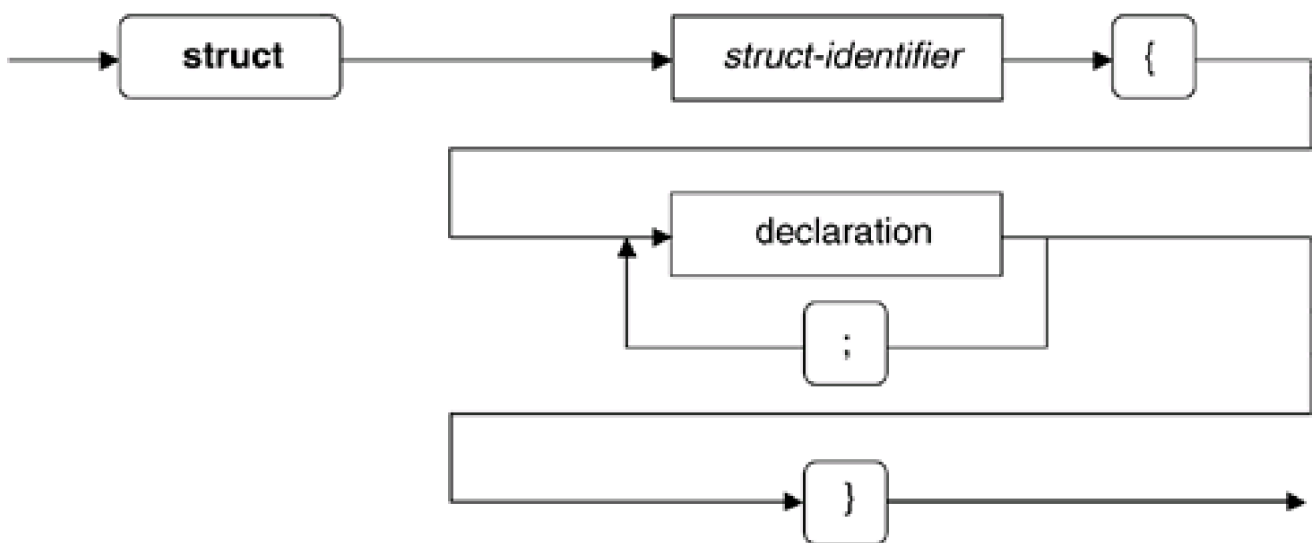 struct struct-identifier {
declaration
;
}